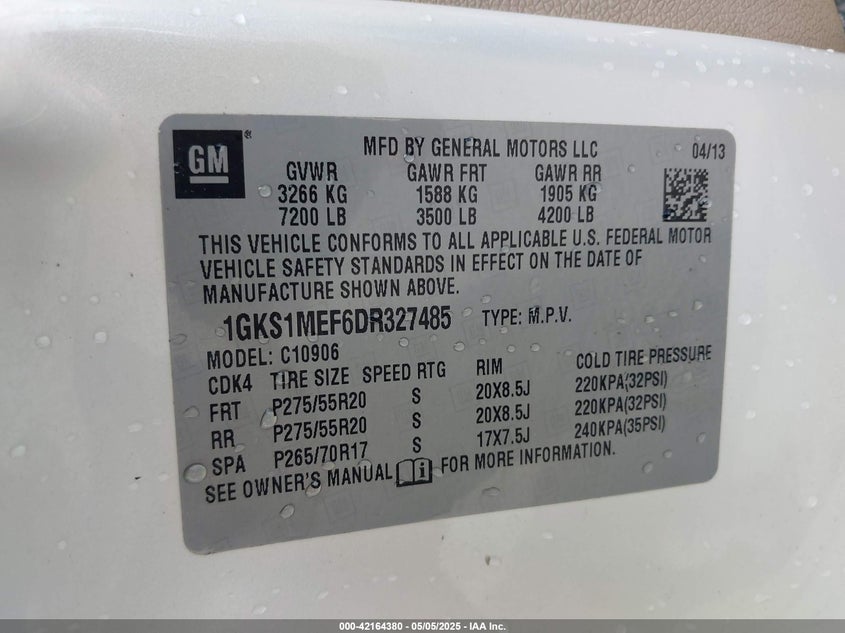 GM
MFD BY GENERAL MOTORS LLC 04/13
GVWR GAWR FRT GAWR RR
3266 KG 1588 KG 1905 KG
7200 LB 3500 LB 4200 LB
THIS VEHICLE CONFORMS TO ALL APPLICABLE U.S. FEDERAL MOTOR
VEHICLE SAFETY STANDARDS IN EFFECT ON THE DATE OF
MANUFACTURE SHOWN ABOVE.
1GKS1MEF6DR327485 TYPE: M.P.V.
MODEL: C10906
CDK4 TIRE SIZE SPEED RTG RIM COLD TIRE PRESSURE
FRT P275/55R20 S 20X8.5J 220KPA(32PSI)
RR P275/55R20 S 20X8.5J 220KPA(32PSI)
SPA P265/70R17 S 17X7.5J 240KPA(35PSI)
SEE OWNER'S MANUAL FOR MORE INFORMATION.
000-42164380 - 05/05/2025 - IAA Inc.